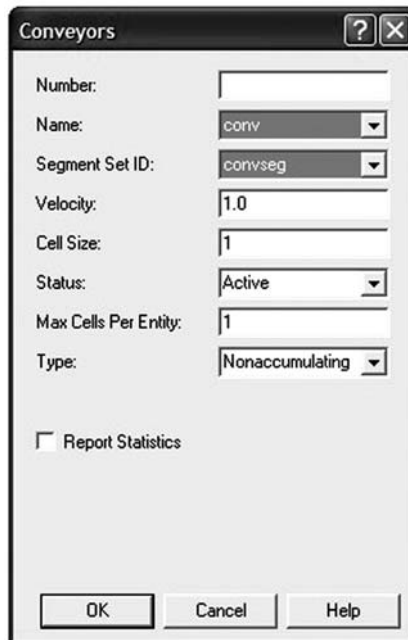 Conveyors
Number:
Name: conv
Segment Set ID: convseg
Velocity: 1.0
Cell Size: 1
Status: Active
Max Cells Per Entity: 1
Type: Nonaccumulating
Report Statistics
OK Cancel Help